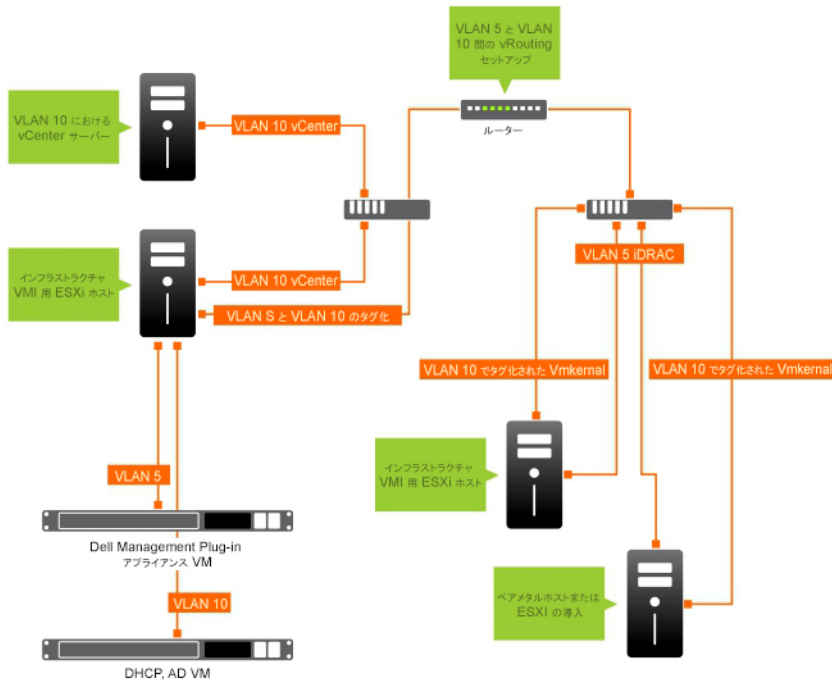 VLAN 5 と VLAN
10 間の vRouting
セットアップ
ルーター
VLAN 10 における
vCenter サーバー
VLAN 10 vCenter
インフラストラクチャ
VMI 用 ESXi ホスト
VLAN 10 vCenter
VLAN S と VLAN 10 のタグ化
VLAN 5 iDRAC
VLAN 10 でタグ化された Vmkernal
VLAN 10 でタグ化された Vmkernal
VLAN 5
インフラストラクチャ
VMI 用 ESXi ホスト
Dell Management Plug-in
アプライアンス VM
VLAN 10
ベアメタルホストまたは
ESXI の導入
DHCP, AD VM